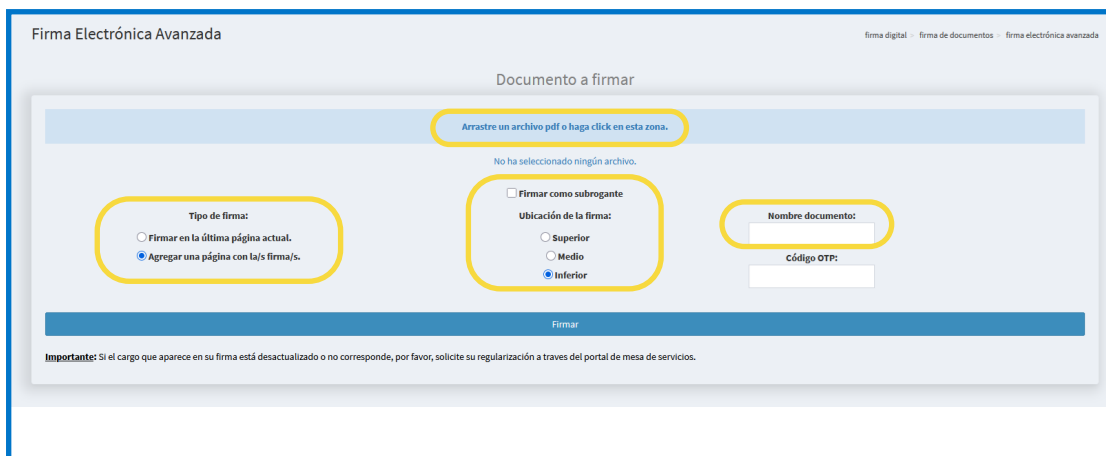 Firma Electrónica Avanzada
firma digital > firma de documentos > firma electrónica avanzada
Documento a firmar
Arrastre un archivo pdf o haga click en esta zona.
No ha seleccionado ningún archivo.
Tipo de firma:
Firmar en la última página actual.
Agregar una página con la/s firma/s.
Firmar como subrogante
Ubicación de la firma:
Superior
Medio
Inferior
Nombre documento:
Código OTP:
Firmar
Importante: Si el cargo que aparece en su firma está desactualizado o no corresponde, por favor, solicite su regularización a traves del portal de mesa de servicios.